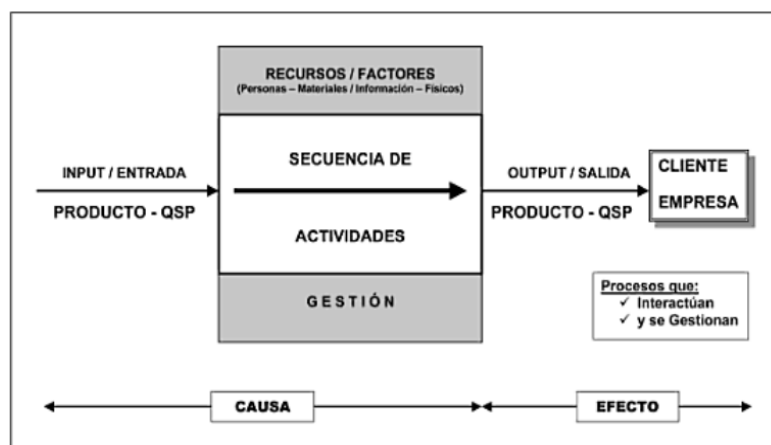 RECURSOS / FACTORES
(Personas – Materiales / Información – Físicos)
INPUT / ENTRADA
PRODUCTO - QSP
SECUENCIA DE
ACTIVIDADES
OUTPUT / SALIDA
PRODUCTO - QSP
CLIENTE
EMPRESA
GESTIÓN
Procesos que:
✓ Interactúan
✓ y se Gestionan
CAUSA
EFECTO